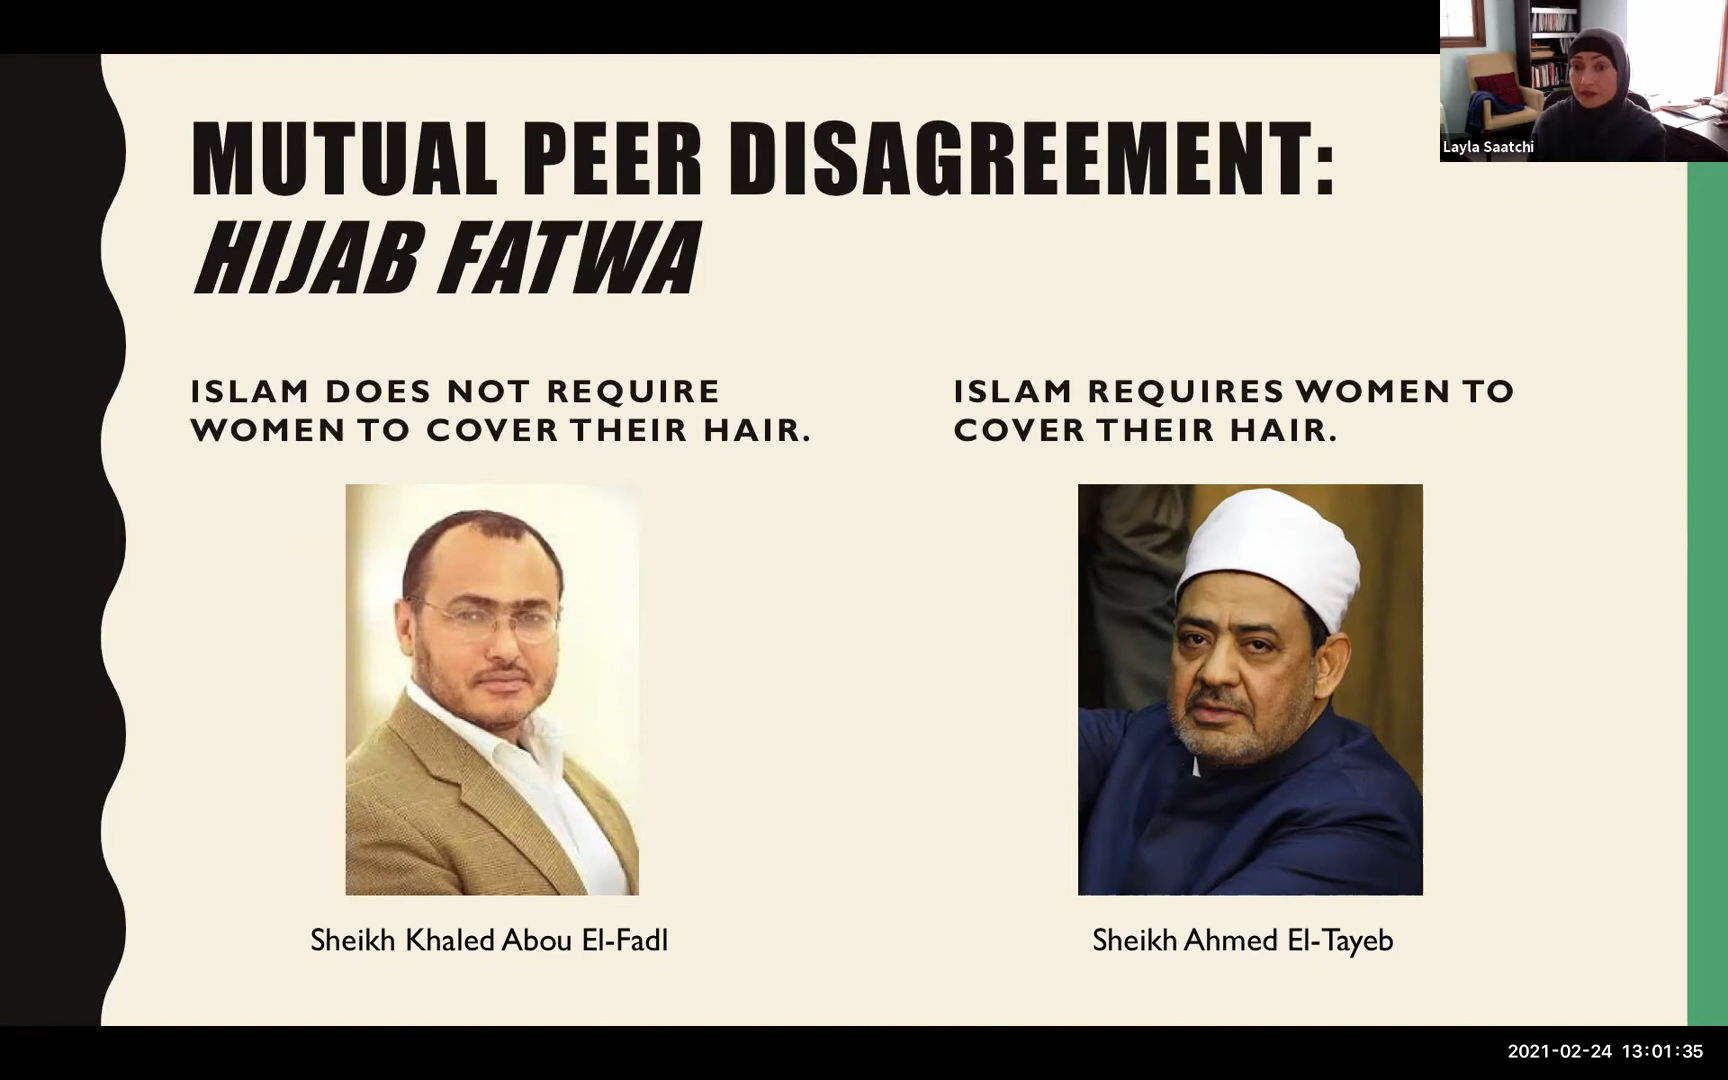 Layla Saatchi
MUTUAL PEER DISAGREEMENT:
HIJAB FATWA
ISLAM DOES NOT REQUIRE
WOMEN TO COVER THEIR HAIR.
ISLAM REQUIRES WOMEN TO
COVER THEIR HAIR.
Sheikh Khaled Abou El-Fadl
Sheikh Ahmed El-Tayeb
2021-02-24 13:01:35